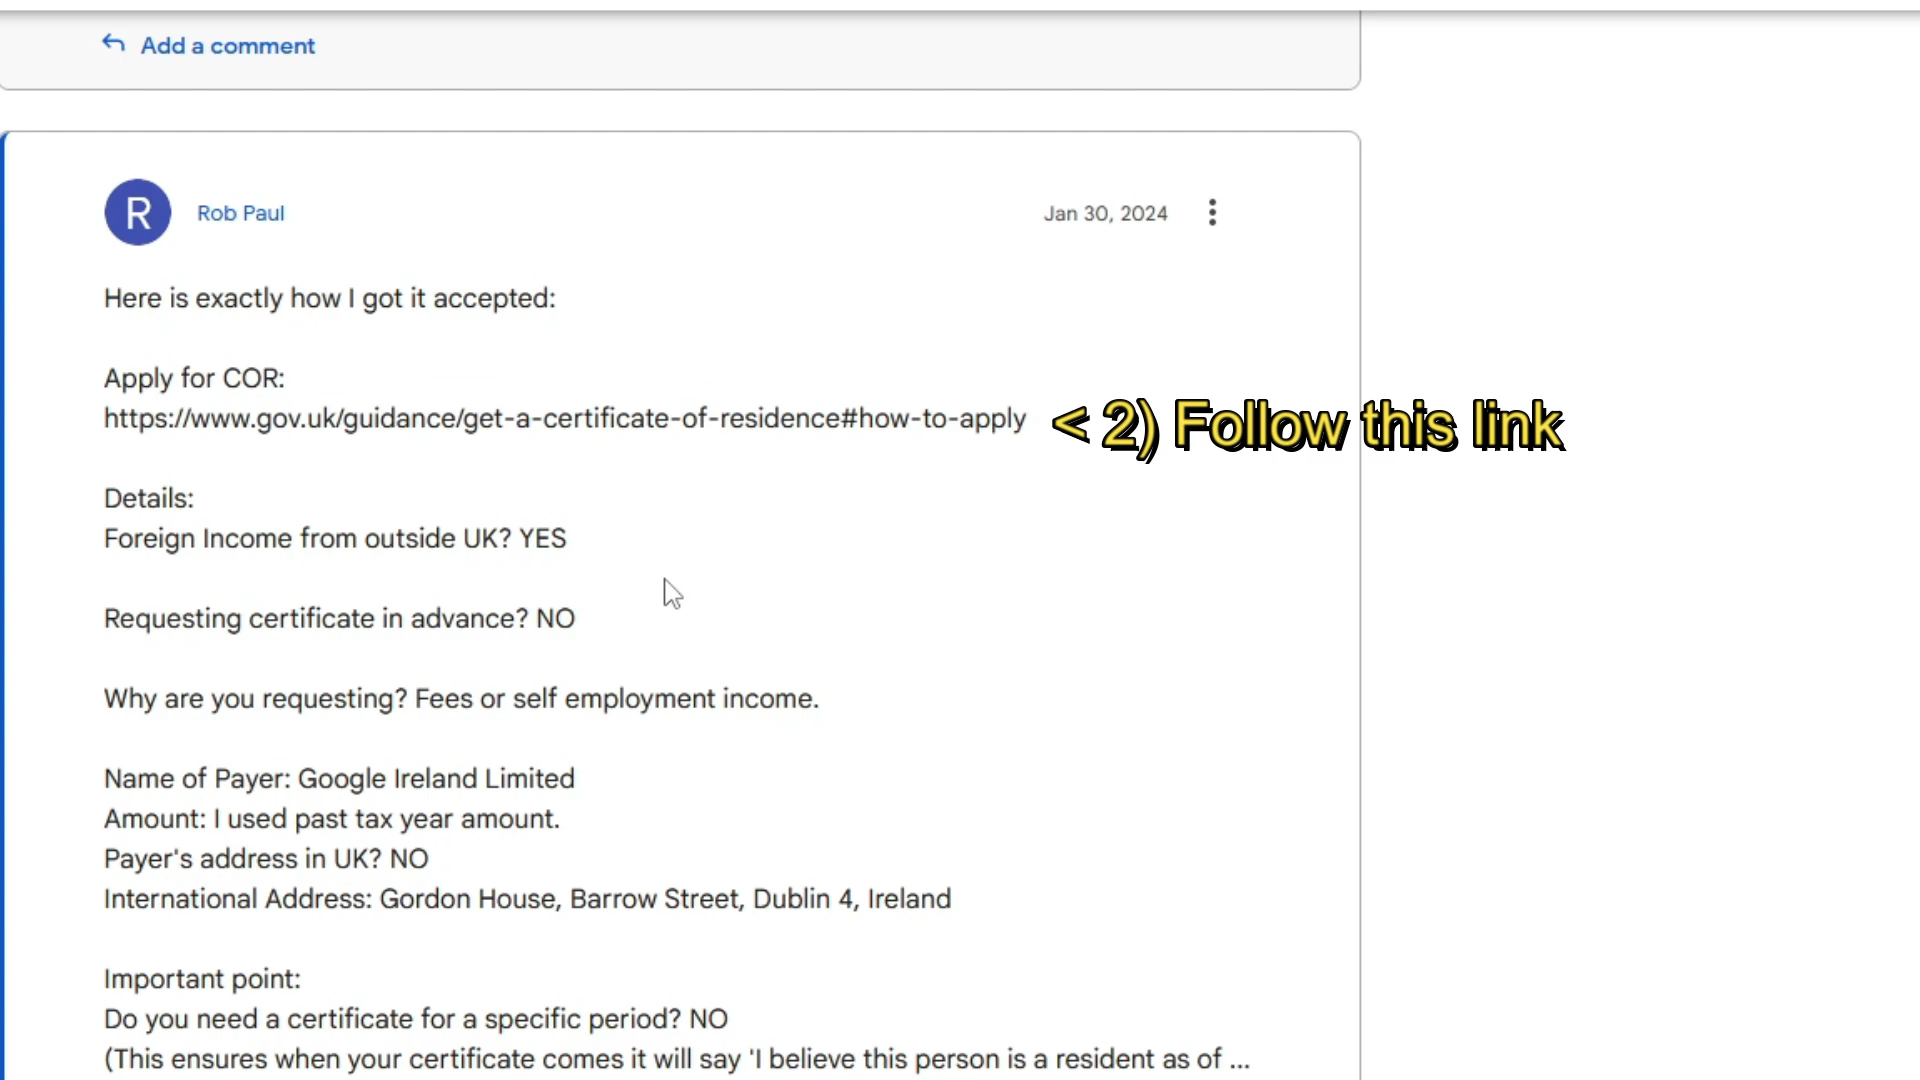 Add a comment
R
Rob Paul
Jan 30, 2024
Here is exactly how I got it accepted:
Apply for COR:
https://www.gov.uk/guidance/get-a-certificate-of-residence#how-to-apply
< 2) Follow this link
Details:
Foreign Income from outside UK? YES
Requesting certificate in advance? NO
Why are you requesting? Fees or self employment income.
Name of Payer: Google Ireland Limited
Amount: I used past tax year amount.
Payer's address in UK? NO
International Address: Gordon House, Barrow Street, Dublin 4, Ireland
Important point:
Do you need a certificate for a specific period? NO
(This ensures when your certificate comes it will say 'I believe this person is a resident as of ...